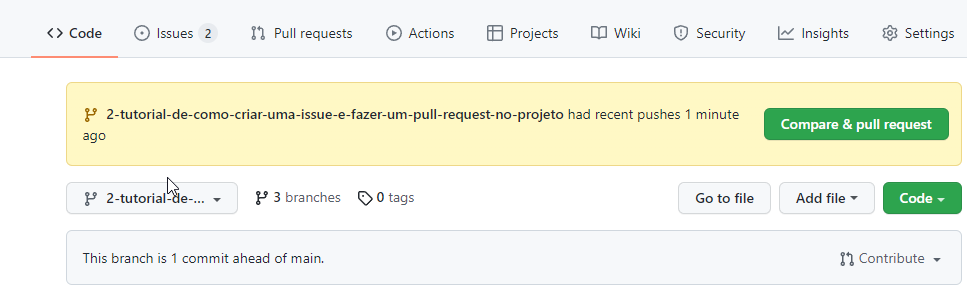 Code Issues 2 Pull requests Actions Projects Wiki Security Insights Settings
2-tutorial-de-como-criar-uma-issue-e-fazer-um-pull-request-no-projeto had recent pushes 1 minute
ago
Compare & pull request
2-tutorial-de-... 3 branches 0 tags Go to file Add file Code
This branch is 1 commit ahead of main. Contribute